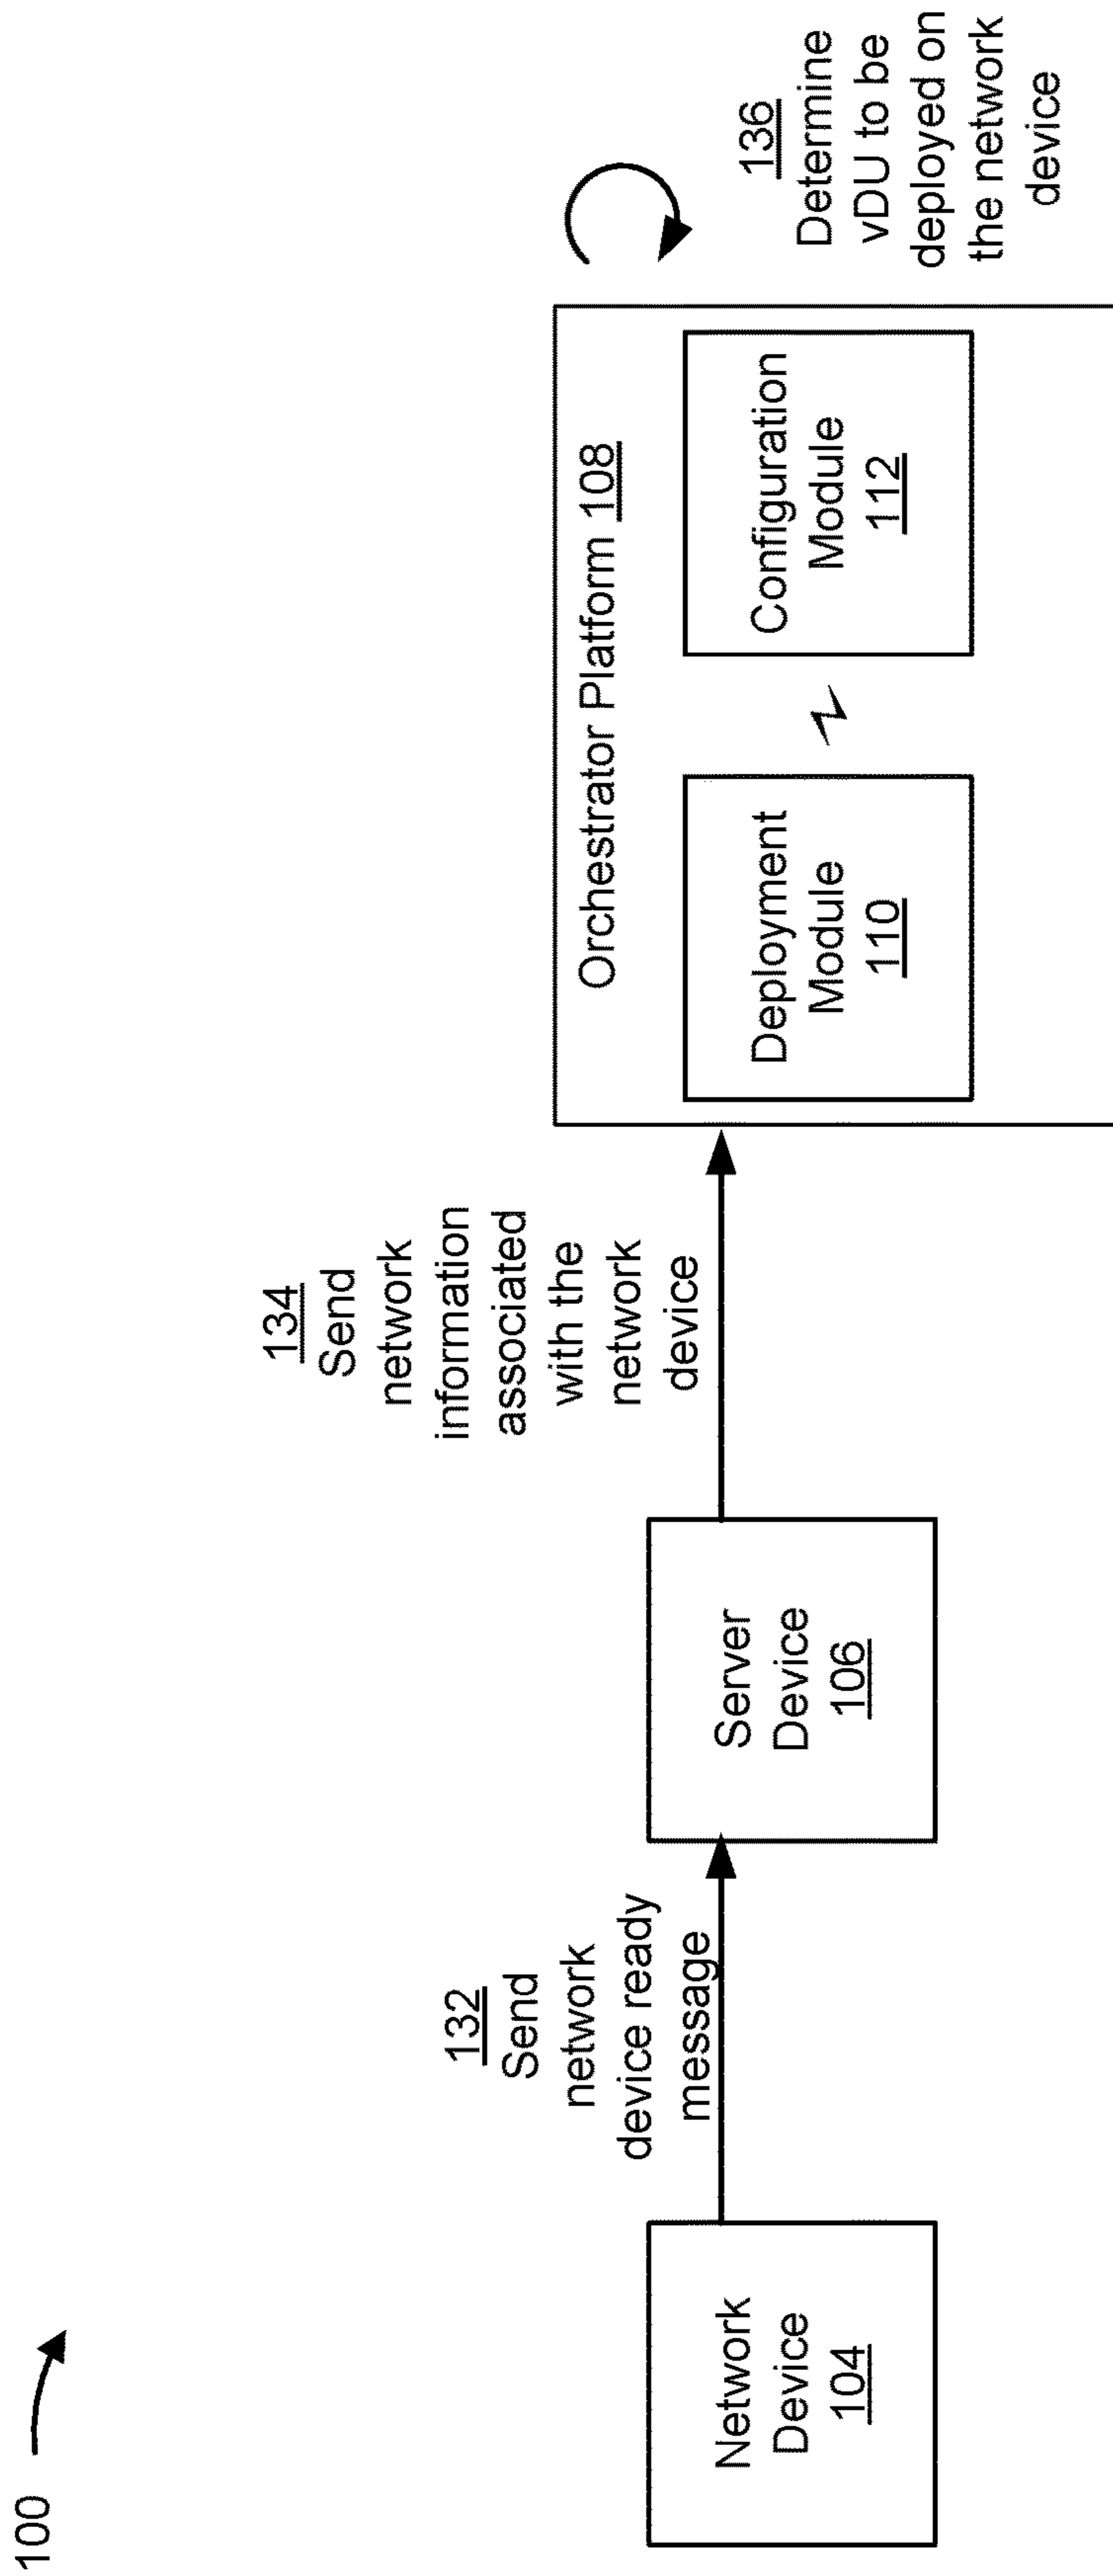 100
132
Send
network
device ready
message
134
Send
network
information
associated
with the
network
device
136
Determine
vDU to be
deployed on
the network
device
Network
Device
104
Server
Device
106
Orchestrator Platform 108
Deployment
Module
110
Configuration
Module
112